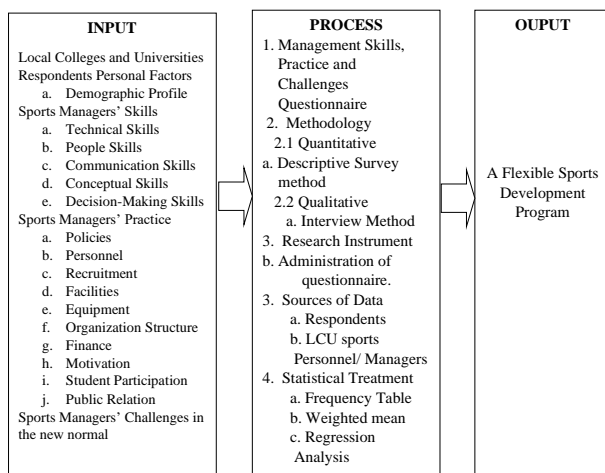 INPUT
Local Colleges and Universities
Respondents Personal Factors
a. Demographic Profile
Sports Managers’ Skills
a. Technical Skills
b. People Skills
c. Communication Skills
d. Conceptual Skills
e. Decision-Making Skills
Sports Managers’ Practice
a. Policies
b. Personnel
c. Recruitment
d. Facilities
e. Equipment
f. Organization Structure
g. Finance
h. Motivation
i. Student Participation
j. Public Relation
Sports Managers’ Challenges in
the new normal
PROCESS
1. Management Skills,
Practice and
Challenges
Questionnaire
2. Methodology
2.1 Quantitative
a. Descriptive Survey
method
2.2 Qualitative
a. Interview Method
3. Research Instrument
b. Administration of
questionnaire.
3. Sources of Data
a. Respondents
b. LCU sports
Personnel/ Managers
4. Statistical Treatment
a. Frequency Table
b. Weighted mean
c. Regression
Analysis
OUPUT
A Flexible Sports
Development
Program